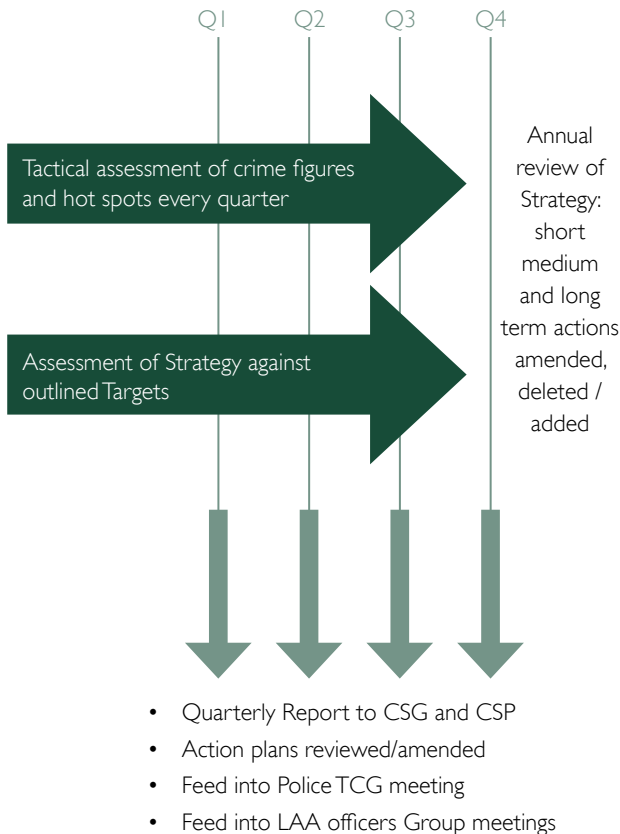 Q1 Q2 Q3 Q4
Tactical assessment of crime figures
and hot spots every quarter
Assessment of Strategy against
outlined Targets
Annual
review of
Strategy:
short
medium
and long
term actions
amended,
deleted /
added
• Quarterly Report to CSG and CSP
• Action plans reviewed/amended
• Feed into Police TCG meeting
• Feed into LAA officers Group meetings